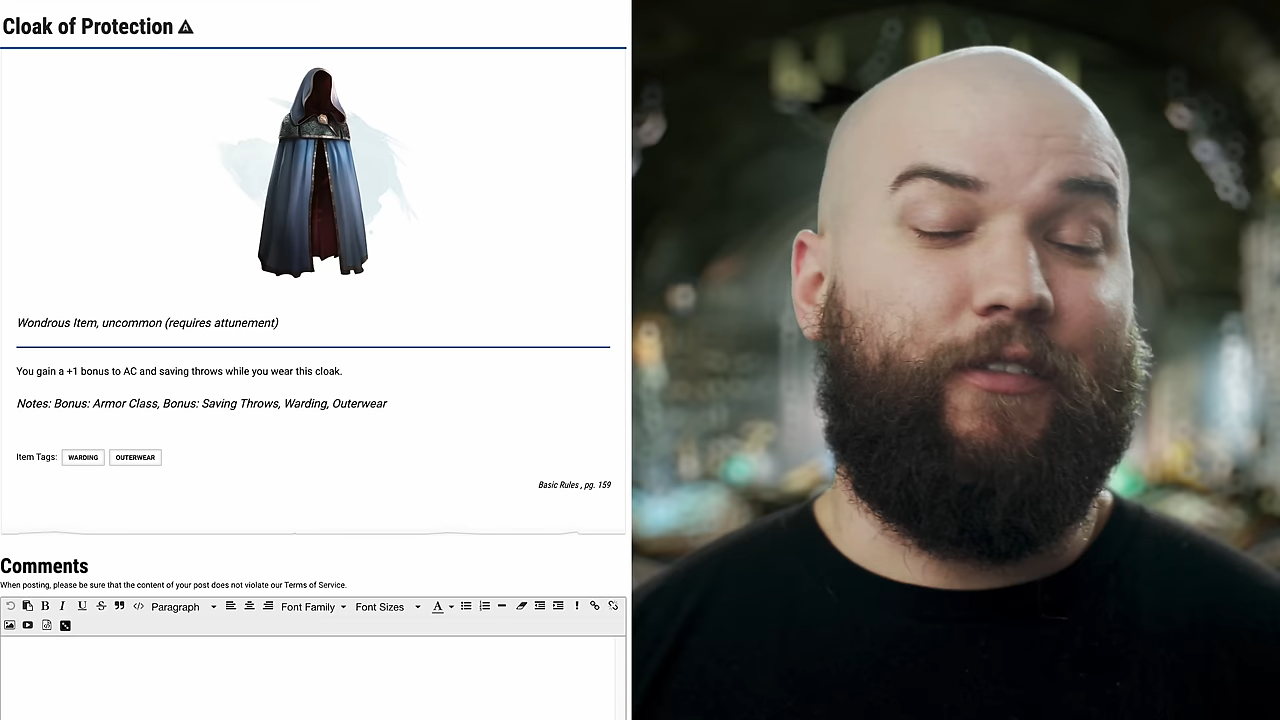 Cloak of Protection
Wondrous Item, uncommon (requires attunement)
You gain a +1 bonus to AC and saving throws while you wear this cloak.
Notes: Bonus: Armor Class, Bonus: Saving Throws, Warding, Outerwear
Item Tags: WARDING OUTERWEAR
Basic Rules , pg. 159
Comments
When posting, please be sure that the content of your post does not violate our Terms of Service.
B I U S Paragraph Font Family Font Sizes A